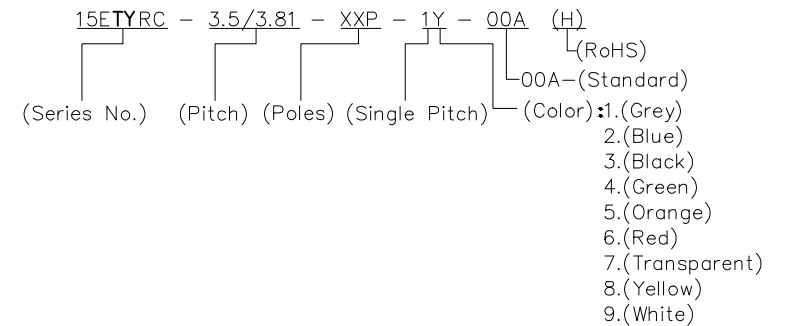 15ETYRC - 3.5/3.81 - XXP - 1Y - 00A (H)
(RoHS)
00A-(Standard)
(Series No.) (Pitch) (Poles) (Single Pitch) (Color):1.(Grey)
2.(Blue)
3.(Black)
4.(Green)
5.(Orange)
6.(Red)
7.(Transparent)
8.(Yellow)
9.(White)